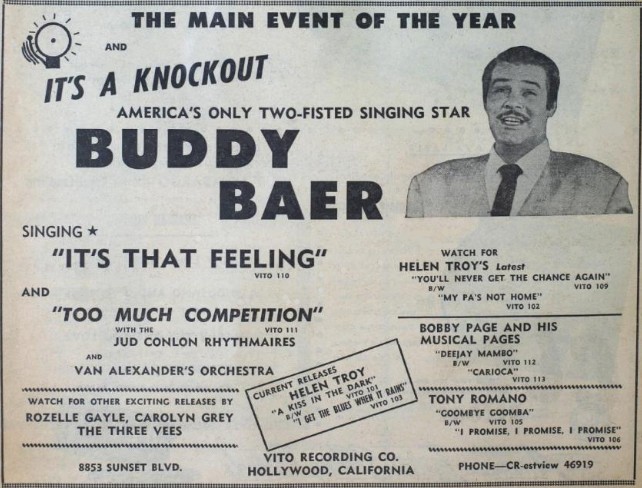 THE MAIN EVENT OF THE YEAR
AND
IT'S A KNOCKOUT
AMERICA'S ONLY TWO-FISTED SINGING STAR
BUDDY
BAER
SINGING ★
"IT'S THAT FEELING"
VITO 110
AND
"TOO MUCH COMPETITION"
WITH THE VITO 111
JUD CONLON RHYTHMAIRES
AND
VAN ALEXANDER'S ORCHESTRA
WATCH FOR OTHER EXCITING RELEASES BY
ROZELLE GAYLE, CAROLYN GREY
THE THREE VEES
CURRENT RELEASES
HELEN TROY
"A KISS IN THE DARK"
B/W VITO 101
"I GET THE BLUES WHEN IT RAINS"
VITO 103
WATCH FOR
HELEN TROY'S Latest
"YOU'LL NEVER GET THE CHANCE AGAIN"
B/W VITO 109
"MY PA'S NOT HOME"
VITO 102
BOBBY PAGE AND HIS
MUSICAL PAGES
"DEEJAY MAMBO"
B/W VITO 112
"CARIOCA"
VITO 113
TONY ROMANO
"GOOMBYE GOOMBA"
B/W VITO 105
"I PROMISE, I PROMISE, I PROMISE"
VITO 106
8853 SUNSET BLVD.
VITO RECORDING CO.
HOLLYWOOD, CALIFORNIA
PHONE—CR-estview 46919